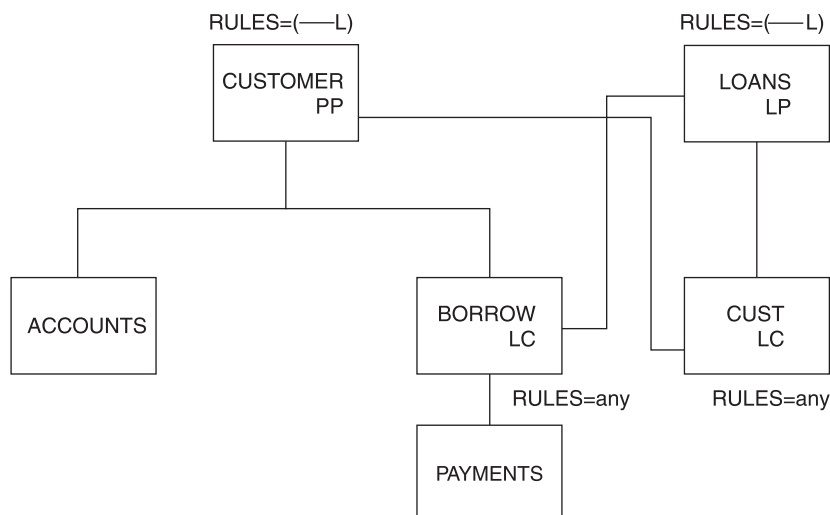 RULES=(——L)
RULES=(——L)
CUSTOMER
PP
LOANS
LP
ACCOUNTS
BORROW
LC
CUST
LC
RULES=any
RULES=any
PAYMENTS